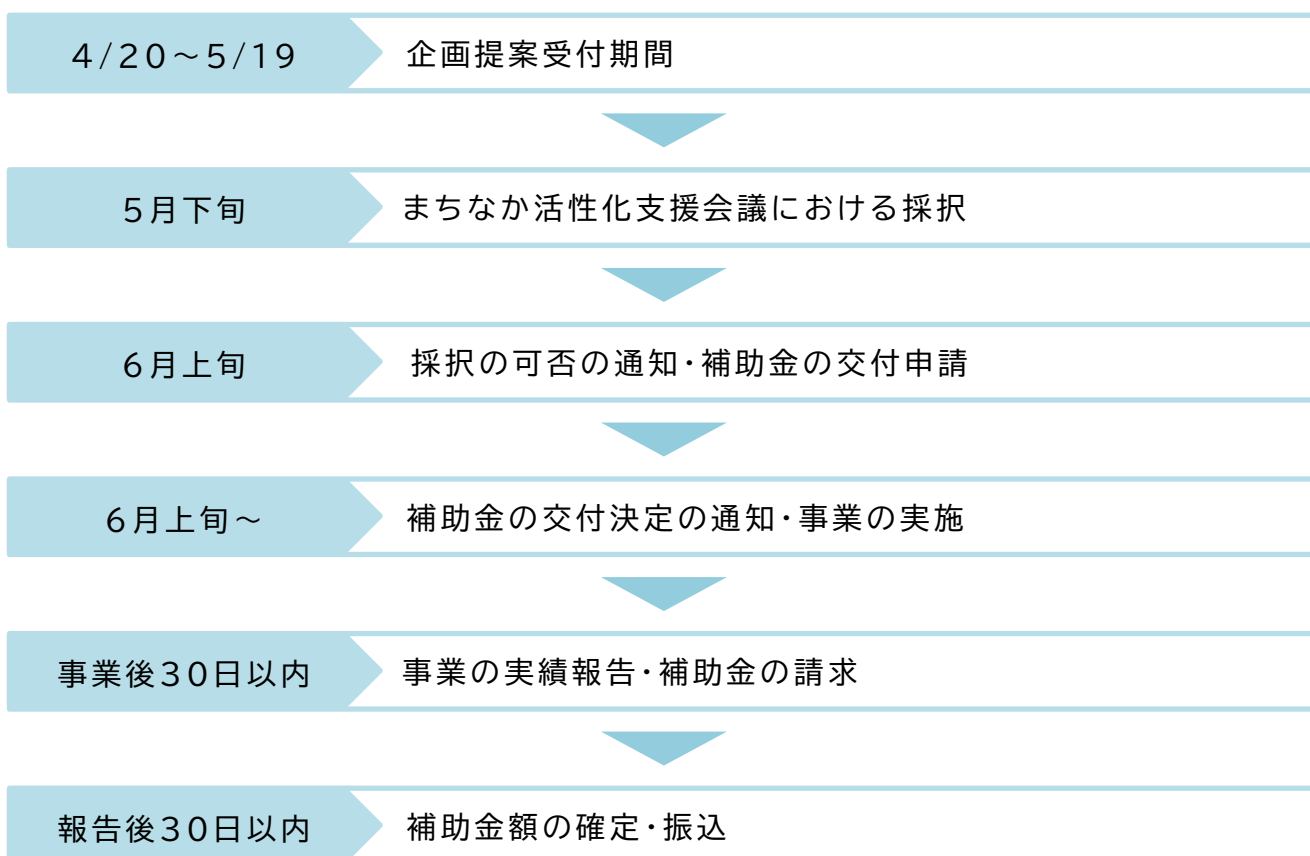 4/20～5/19 企画提案受付期間
5月下旬 まちなか活性化支援会議における採択
6月上旬 採択の可否の通知・補助金の交付申請
6月上旬～ 補助金の交付決定の通知・事業の実施
事業後30日以内 事業の実績報告・補助金の請求
報告後30日以内 補助金額の確定・振込